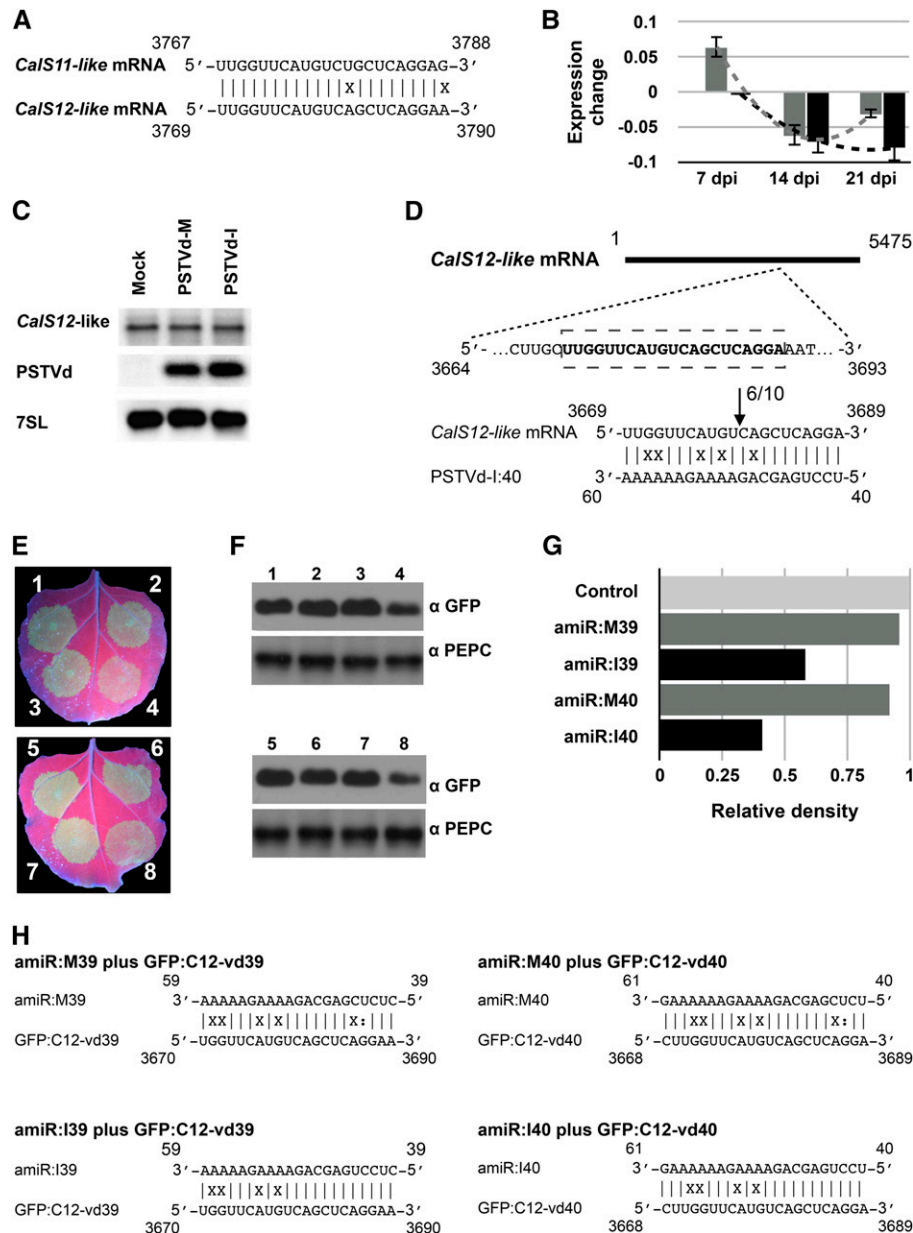 A
3767 3788
CalS11-like mRNA 5'-UUGGUUCAUGUCUGCUCAGGAG-3'
||||||||||||x|||||||x
CalS12-like mRNA 5'-UUGGUUCAUGUCAGCUCAGGAA-3'
3769 3790
B
Expression change
0.1
0.05
0
-0.05
-0.1
7 dpi 14 dpi 21 dpi
C
Mock PSTVd-M PSTVd-I
CalS12-like
PSTVd
7SL
D
1 5475
CalS12-like mRNA
5'- ...CUUGCUUGGUUCAUGUCAGCUCAGGAAAT... -3'
3664 3693
6/10
3669 3689
CalS12-like mRNA 5'-UUGGUUCAUGUCAGCUCAGGA-3'
||xx|||x|x||x||||||||
PSTVd-I:40 3'-AAAAAAGAAAAGACGAGUCCU-5'
60 40
E
1 2
3 4
5 6
7 8
F
1 2 3 4
α GFP
α PEPC
5 6 7 8
α GFP
α PEPC
G
Control
amiR:M39
amiR:I39
amiR:M40
amiR:I40
0 0.25 0.5 0.75 1
Relative density
H
amiR:M39 plus GFP:C12-vd39
59 39
amiR:M39 3'-AAAAAGAAAAGACGAGCUCUC-5'
|xx|||x|x|||||||x:|||
GFP:C12-vd39 5'-UGGUUCAUGUCAGCUCAGGAA-3'
3670 3690
amiR:M40 plus GFP:C12-vd40
61 40
amiR:M40 3'-GAAAAAAGAAAAGACGAGCUCU-5'
|||xx|||x|x|||||||x:||
GFP:C12-vd40 5'-CUUGGUUCAUGUCAGCUCAGGA-3'
3668 3689
amiR:I39 plus GFP:C12-vd39
59 39
amiR:I39 3'-AAAAAGAAAAGACGAGUCCUC-5'
|xx|||x|x||||||||||||
GFP:C12-vd39 5'-UGGUUCAUGUCAGCUCAGGAA-3'
3670 3690
amiR:I40 plus GFP:C12-vd40
61 40
amiR:I40 3'-GAAAAAAGAAAAGACGAGUCCU-5'
|||xx|||x|x|||||||||||
GFP:C12-vd40 5'-CUUGGUUCAUGUCAGCUCAGGA-3'
3668 3689